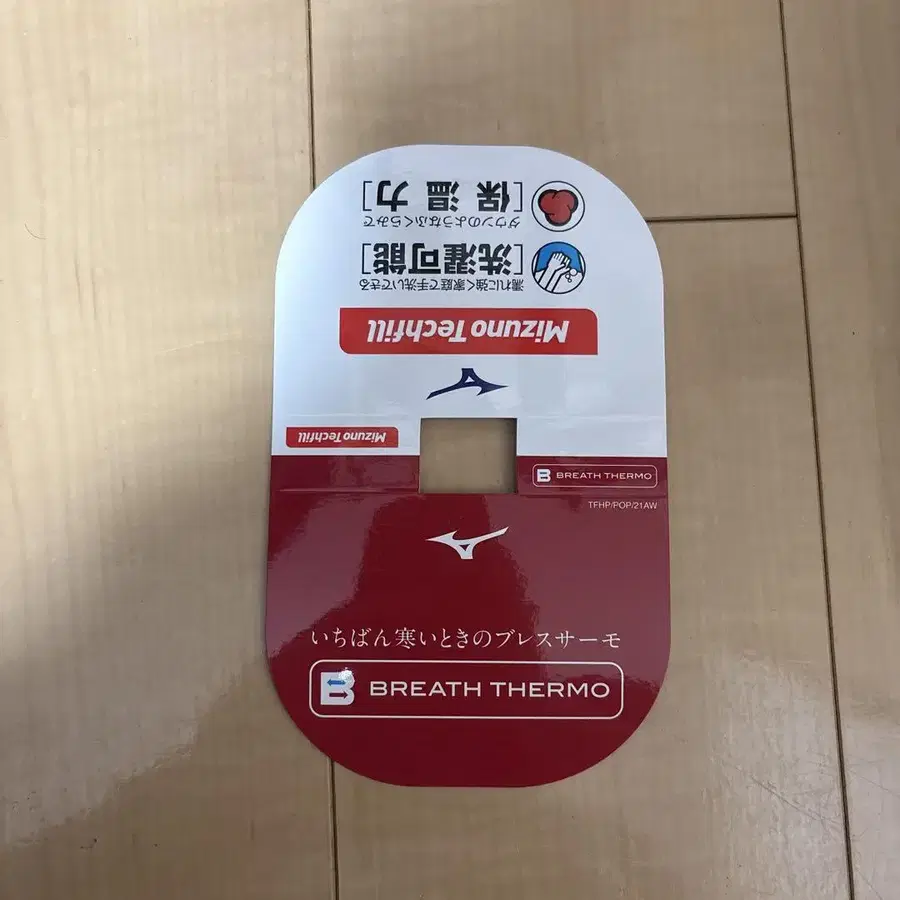 ダウンのようなふくらみで
[保温力]
濡れに強く家庭で手洗いできる
[洗濯可能]
Mizuno Techfill
Mizuno Techfill
B BREATH THERMO
TFHP/POP/21AW
いちばん寒いときのブレスサーモ
B BREATH THERMO